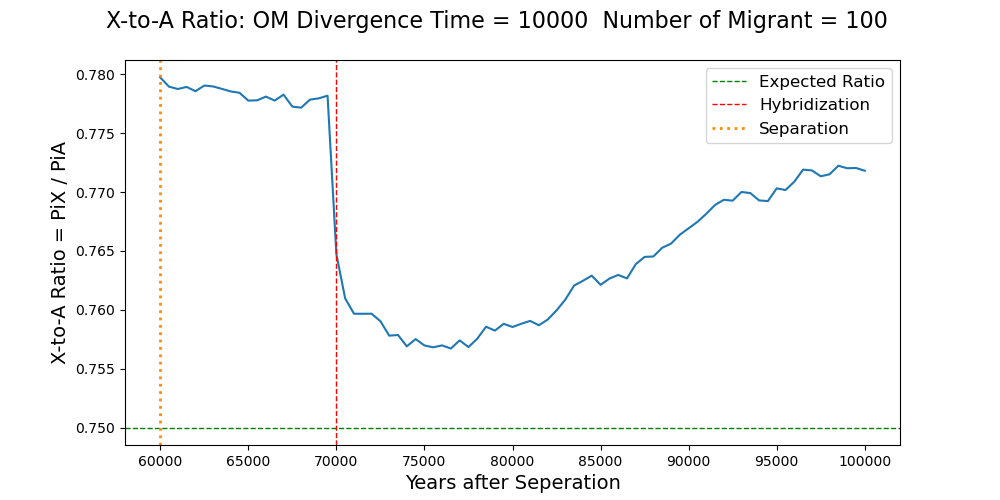 X-to-A Ratio: OM Divergence Time = 10000  Number of Migrant = 100
Expected Ratio
Hybridization
Separation
X-to-A Ratio = PiX / PiA
0.780
0.775
0.770
0.765
0.760
0.755
0.750
60000 65000 70000 75000 80000 85000 90000 95000 100000
Years after Seperation